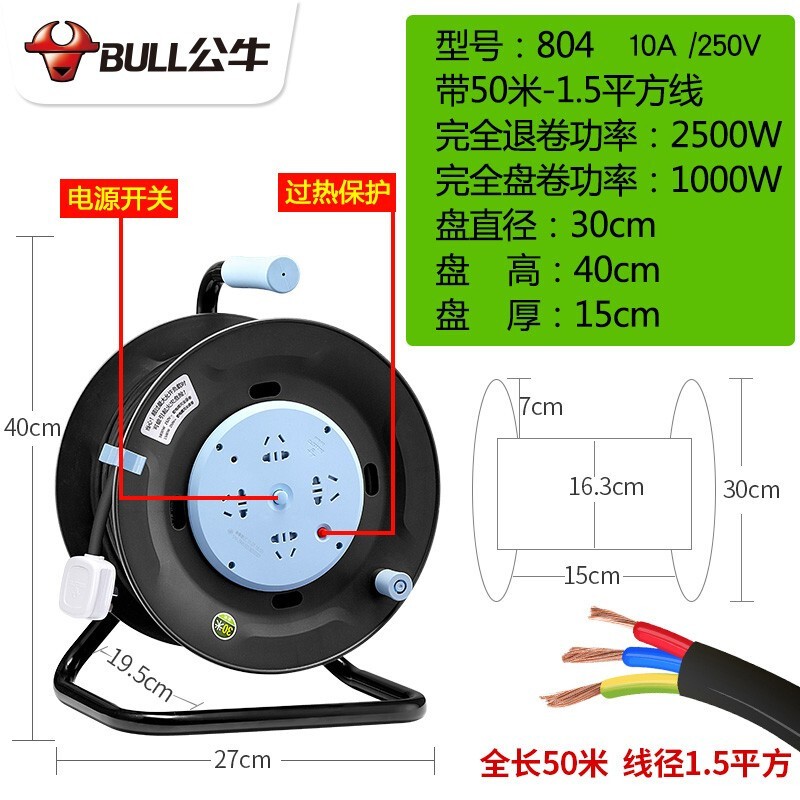 BULL公牛
型号：804 10A /250V
带50米-1.5平方线
完全退卷功率：2500W
完全盘卷功率：1000W
盘直径：30cm
盘 高：40cm
盘 厚：15cm
电源开关
过热保护
40cm
7cm
16.3cm
30cm
15cm
30米
19.5cm
27cm
全长50米 线径1.5平方